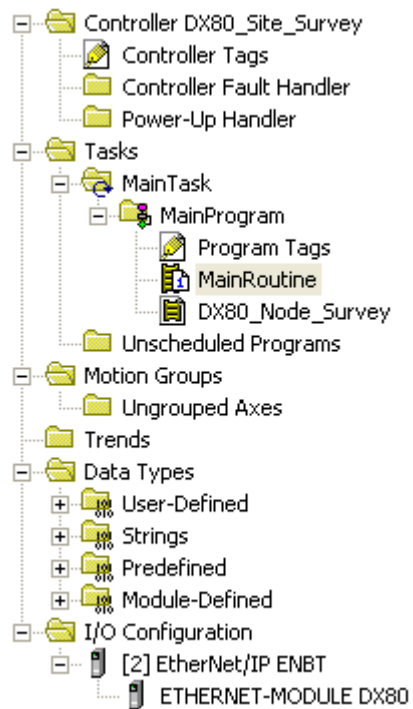 Controller DX80_Site_Survey
Controller Tags
Controller Fault Handler
Power-Up Handler
Tasks
MainTask
MainProgram
Program Tags
MainRoutine
DX80_Node_Survey
Unscheduled Programs
Motion Groups
Ungrouped Axes
Trends
Data Types
User-Defined
Strings
Predefined
Module-Defined
I/O Configuration
[2] EtherNet/IP ENBT
ETHERNET-MODULE DX80